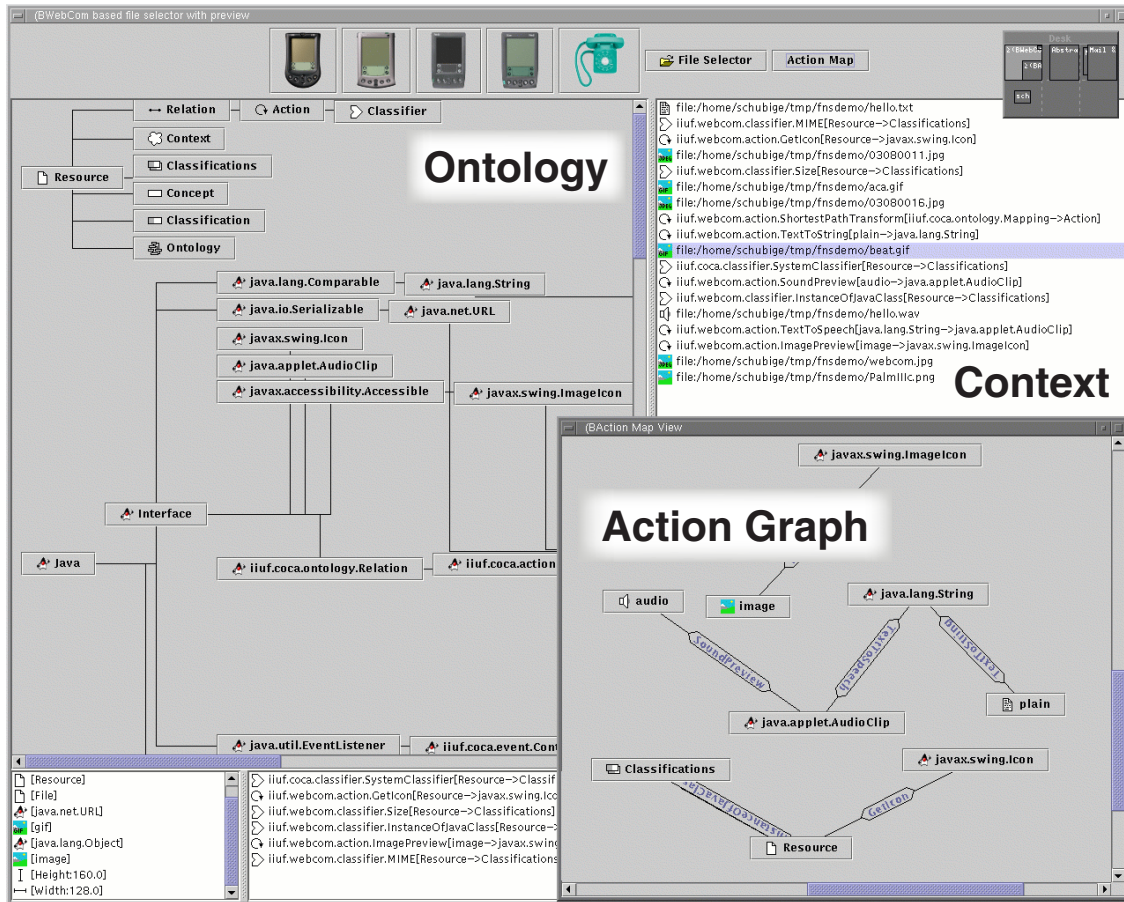 (BWebCom based file selector with preview
File Selector
Action Map
Desk
Abstra
Mail &
sch
Relation
Action
Classifier
Context
Classifications
Resource
Concept
Classification
Ontology
Ontology
java.lang.Comparable
java.lang.String
java.io.Serializable
java.net.URL
javax.swing.Icon
java.applet.AudioClip
javax.accessibility.Accessible
javax.swing.ImageIcon
Interface
Java
iiuf.coca.ontology.Relation
iiuf.coca.action
java.util.EventListener
iiuf.coca.event.Cont
file:/home/schubige/tmp/fnsdemo/hello.txt
iiuf.webcom.classifier.MIME[Resource->Classifications]
iiuf.webcom.action.GetIcon[Resource->javax.swing.Icon]
file:/home/schubige/tmp/fnsdemo/03080011.jpg
iiuf.webcom.classifier.Size[Resource->Classifications]
file:/home/schubige/tmp/fnsdemo/aca.gif
file:/home/schubige/tmp/fnsdemo/03080016.jpg
iiuf.webcom.action.ShortestPathTransform[iiuf.coca.ontology.Mapping->Action]
iiuf.webcom.action.TextToString[plain->java.lang.String]
file:/home/schubige/tmp/fnsdemo/beat.gif
iiuf.coca.classifier.SystemClassifier[Resource->Classifications]
iiuf.webcom.action.SoundPreview[audio->java.applet.AudioClip]
iiuf.webcom.classifier.InstanceOfJavaClass[Resource->Classifications]
file:/home/schubige/tmp/fnsdemo/hello.wav
iiuf.webcom.action.TextToSpeech[java.lang.String->java.applet.AudioClip]
iiuf.webcom.action.ImagePreview[image->javax.swing.ImageIcon]
file:/home/schubige/tmp/fnsdemo/webcom.jpg
file:/home/schubige/tmp/fnsdemo/PalmIIIc.png
Context
(BAction Map View
javax.swing.ImageIcon
Action Graph
audio
image
java.lang.String
SoundPreview
TextToSpeech
TextToString
plain
java.applet.AudioClip
Classifications
javax.swing.Icon
InstanceOfJavaClas
GetIcon
Resource
[Resource]
[File]
[java.net.URL]
[gif]
[java.lang.Object]
[image]
[Height:160.0]
[Width:128.0]
iiuf.coca.classifier.SystemClassifier[Resource->Classif
iiuf.webcom.action.GetIcon[Resource->javax.swing.Ico
iiuf.webcom.classifier.Size[Resource->Classifications]
iiuf.webcom.classifier.InstanceOfJavaClass[Resource->
iiuf.webcom.action.ImagePreview[image->javax.swing
iiuf.webcom.classifier.MIME[Resource->Classifications